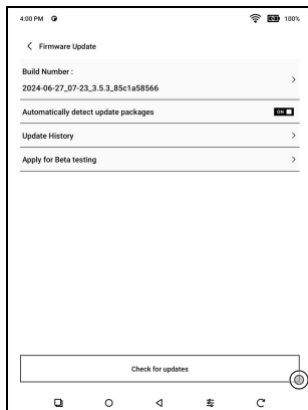 4:00 PM
100%
Firmware Update
Build Number :
2024-06-27_07-23_3.5.3_85c1a58566
Automatically detect update packages
ON
Update History
Apply for Beta testing
Check for updates